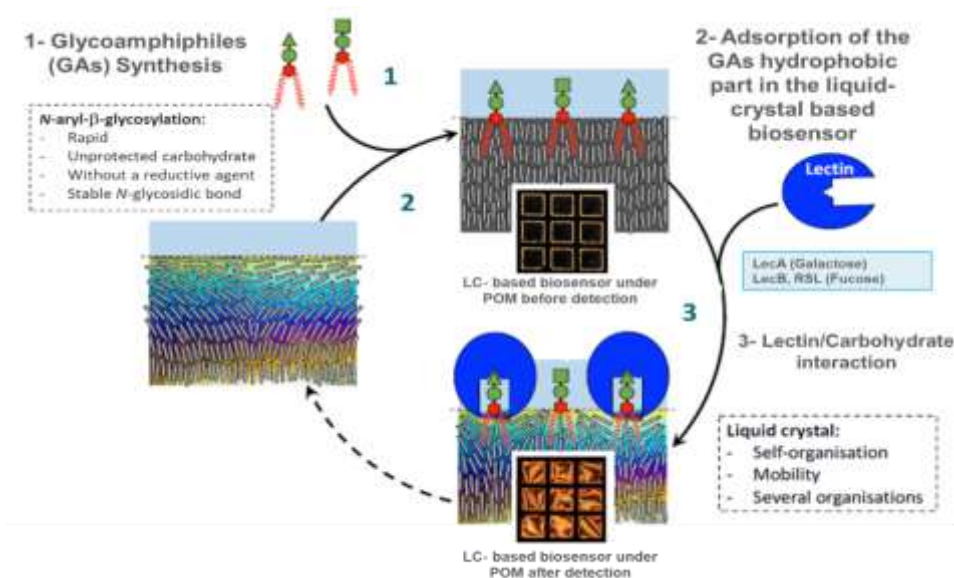 1- Glycoamphiphiles
(GAs) Synthesis
N-aryl-β-glycosylation:
- Rapid
- Unprotected carbohydrate
- Without a reductive agent
- Stable N-glycosidic bond
1
2
LC- based biosensor under
POM before detection
2- Adsorption of the
GAs hydrophobic
part in the liquid-
crystal based
biosensor
Lectin
LecA (Galactose)
LecB, RSL (Fucose)
3
3- Lectin/Carbohydrate
interaction
Liquid crystal:
- Self-organisation
- Mobility
- Several organisations
LC- based biosensor under
POM after detection